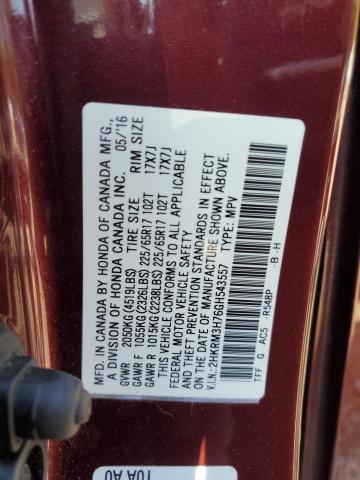 MFD. IN CANADA BY HONDA OF CANADA MFG.,
A DIVISION OF HONDA CANADA INC. 05/'16
GVWR 2050KG(4519LBS) TIRE SIZE RIM SIZE
GAWR F 1055KG(2326LBS) 225/65R17 102T 17X7J
GAWR R 1015KG(2238LBS) 225/65R17 102T 17X7J
THIS VEHICLE CONFORMS TO ALL APPLICABLE
FEDERAL MOTOR VEHICLE SAFETY
AND THEFT PREVENTION STANDARDS IN EFFECT
ON THE DATE OF MANUFACTURE SHOWN ABOVE.
V.I.N.:2HKRM3H76GH543557 TYPE: MPV
TFF G AC5 -R548P -B -H